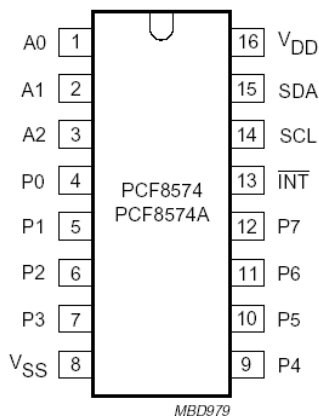 A0 1 16 VDD
A1 2 15 SDA
A2 3 14 SCL
P0 4 13 INT
PCF8574
PCF8574A
P1 5 12 P7
P2 6 11 P6
P3 7 10 P5
VSS 8 9 P4
MBD979